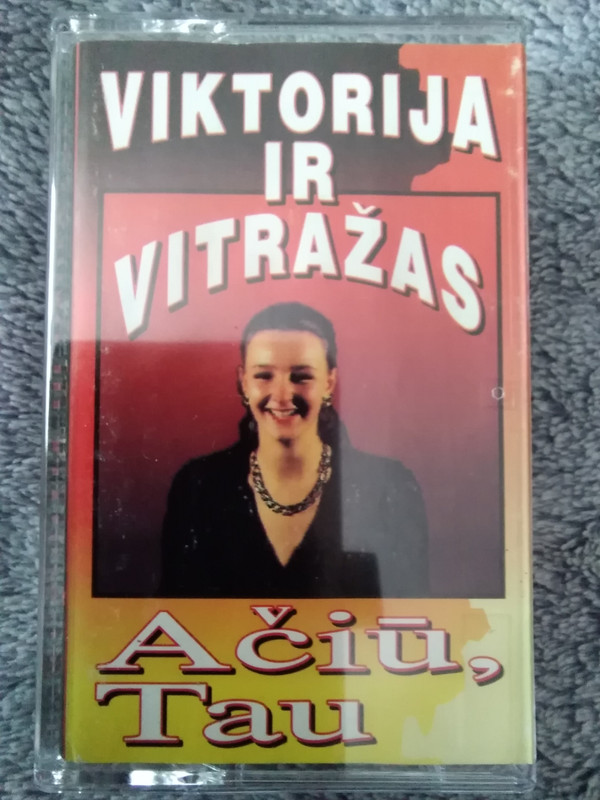 VIKTORIJA
IR
VITRAŽAS
Ačiū,
Tau